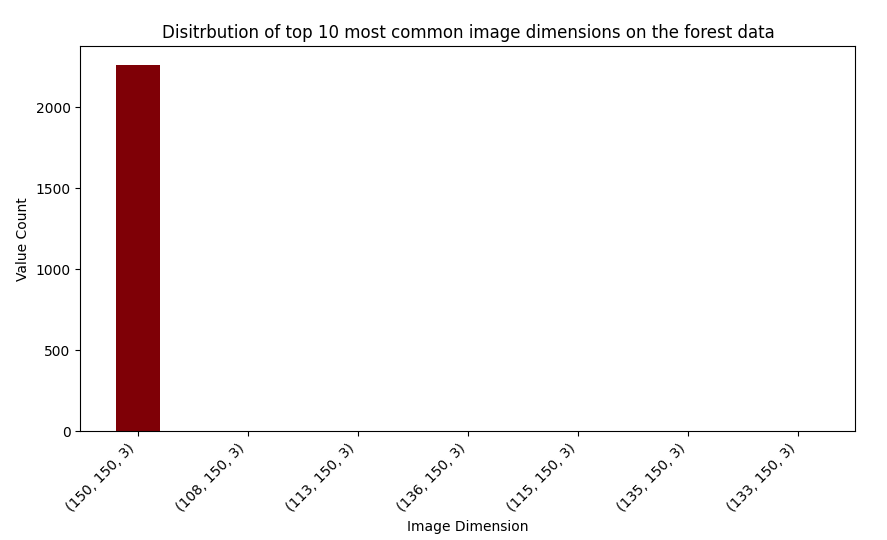 Disitrbution of top 10 most common image dimensions on the forest data
Value Count
2000
1500
1000
500
0
(150, 150, 3)
(108, 150, 3)
(113, 150, 3)
(136, 150, 3)
(115, 150, 3)
(135, 150, 3)
(133, 150, 3)
Image Dimension